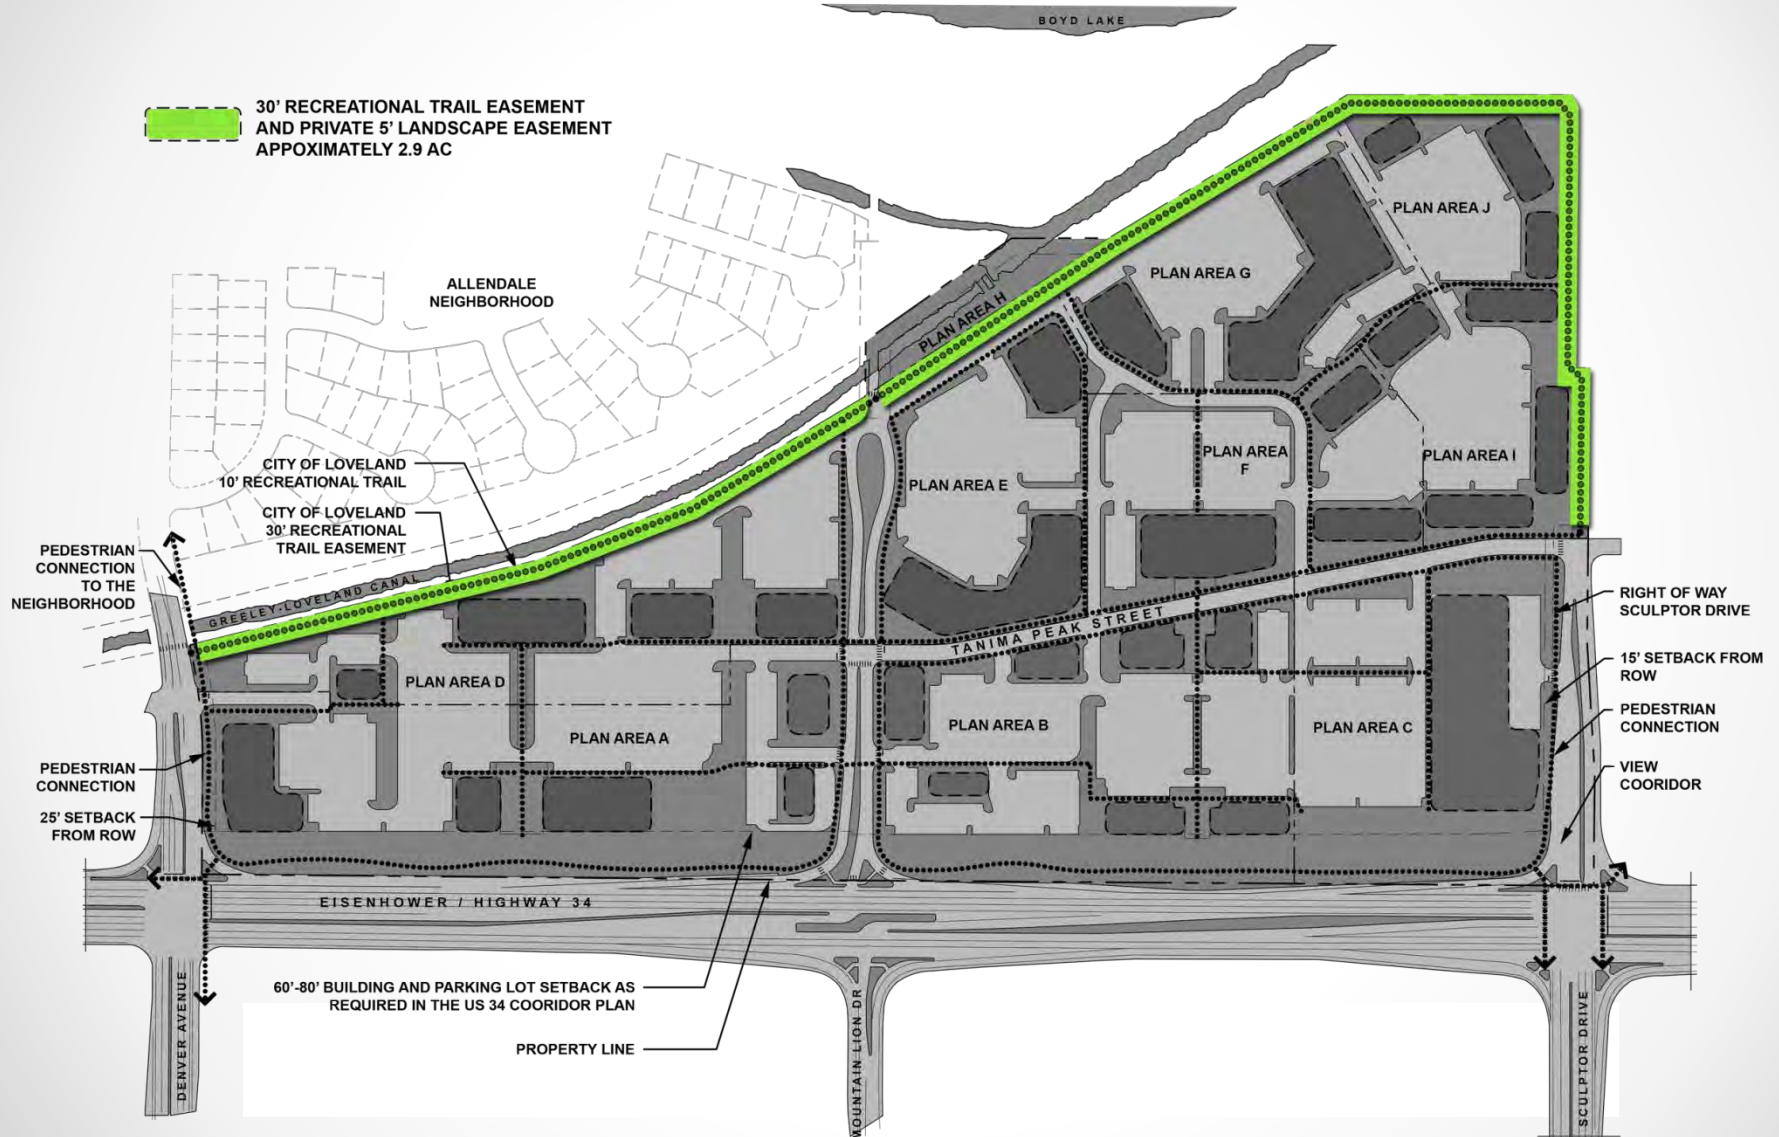 BOYD LAKE
30' RECREATIONAL TRAIL EASEMENT
AND PRIVATE 5' LANDSCAPE EASEMENT
APPOXIMATELY 2.9 AC
PLAN AREA J
PLAN AREA G
ALLENDALE
NEIGHBORHOOD
PLAN AREA H
CITY OF LOVELAND
10' RECREATIONAL TRAIL
PLAN AREA
F
PLAN AREA I
PLAN AREA E
CITY OF LOVELAND
30' RECREATIONAL
TRAIL EASEMENT
PEDESTRIAN
CONNECTION
TO THE
NEIGHBORHOOD
GREELEY-LOVELAND CANAL
RIGHT OF WAY
SCULPTOR DRIVE
TANIMA PEAK STREET
15' SETBACK FROM
ROW
PLAN AREA D
PLAN AREA A
PLAN AREA B
PLAN AREA C
PEDESTRIAN
CONNECTION
PEDESTRIAN
CONNECTION
VIEW
COORIDOR
25' SETBACK
FROM ROW
EISENHOWER / HIGHWAY 34
60'-80' BUILDING AND PARKING LOT SETBACK AS
REQUIRED IN THE US 34 COORIDOR PLAN
PROPERTY LINE
DENVER AVENUE
MOUNTAIN LION DR
SCULPTOR DRIVE